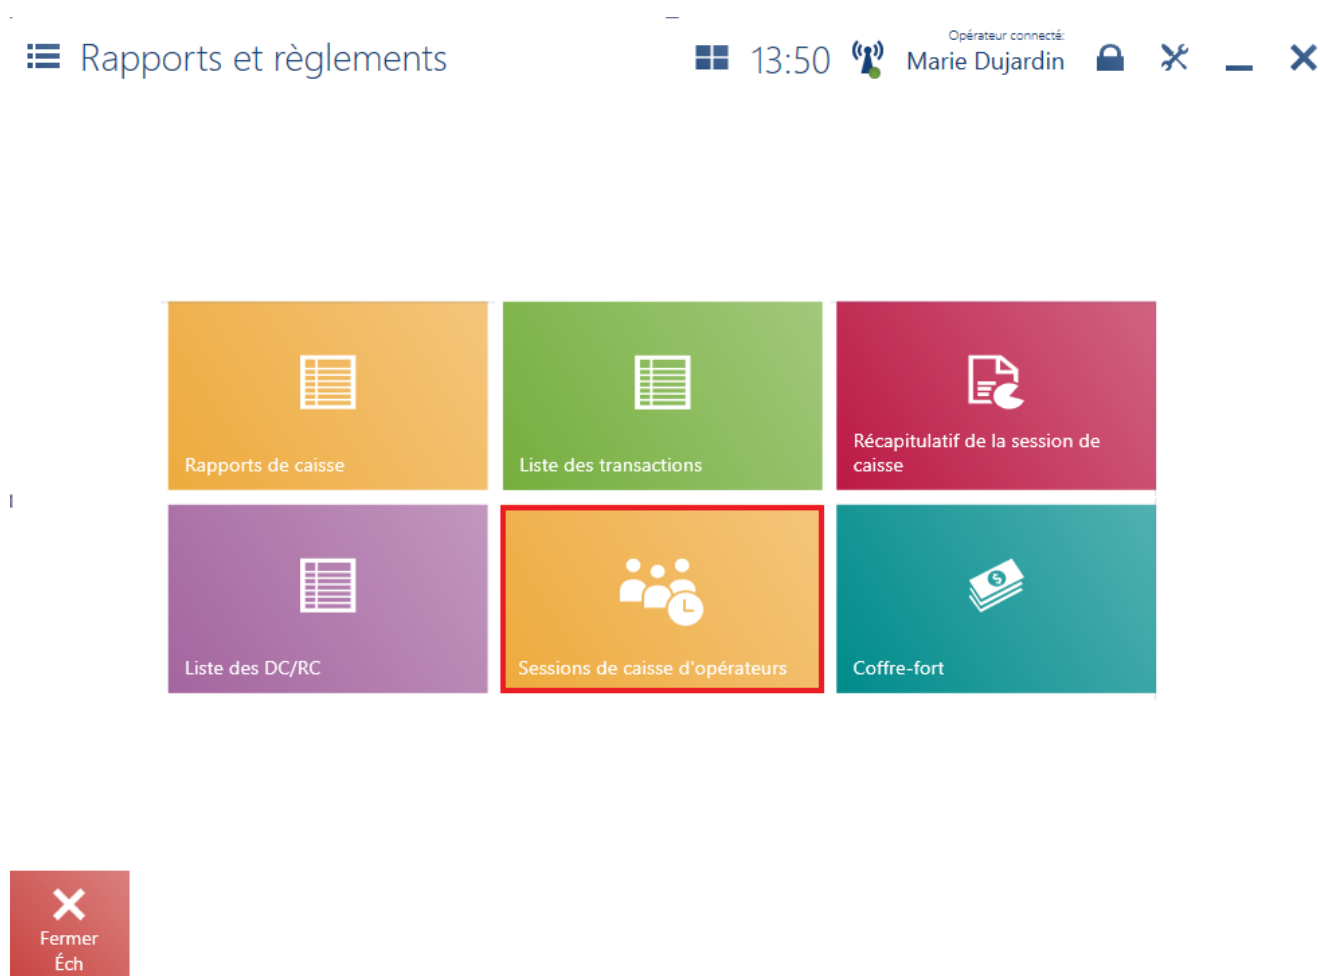 Rapports et règlements
13:50
Opérateur connecté:
Marie Dujardin
Rapports de caisse
Liste des transactions
Récapitulatif de la session de
caisse
Liste des DC/RC
Sessions de caisse d'opérateurs
Coffre-fort
Fermer
Éch